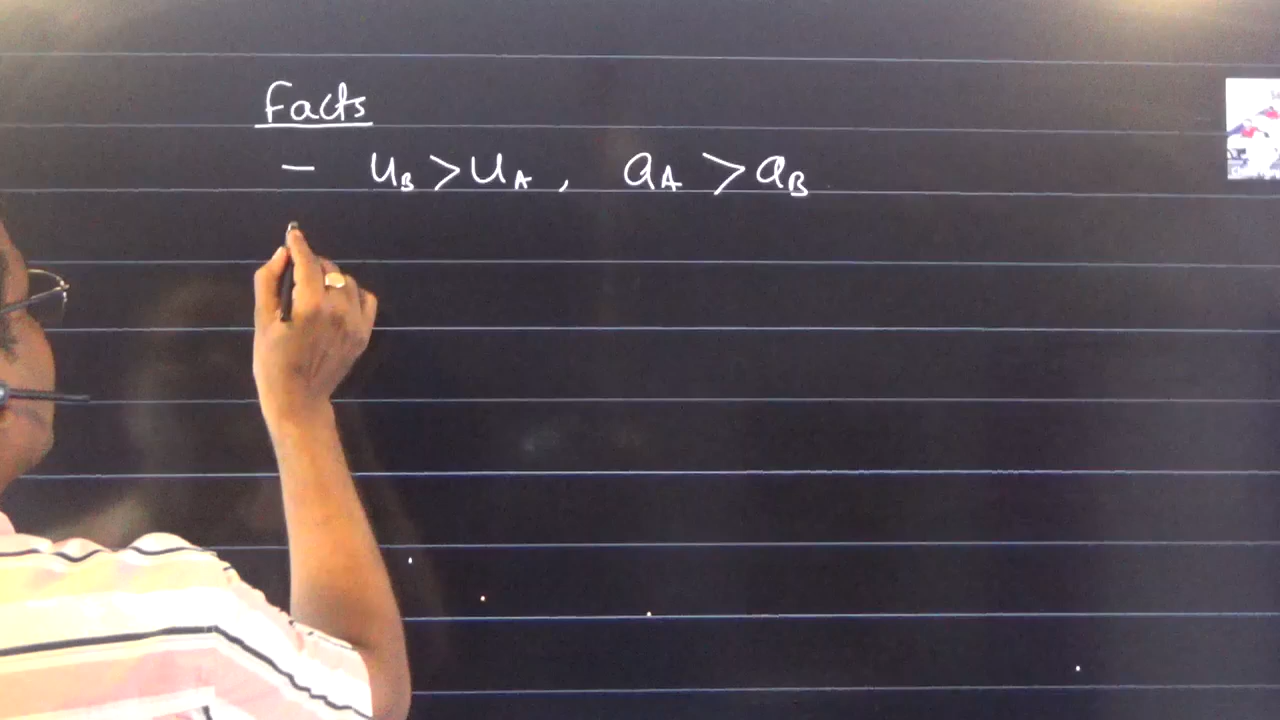 Facts
– u_B > u_A , a_A > a_B